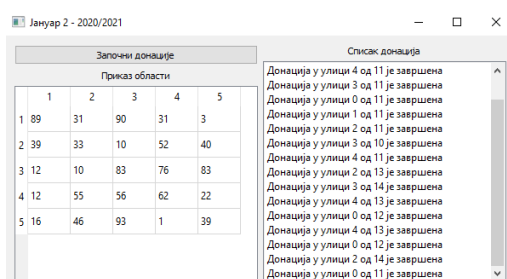 Јануар 2 - 2020/2021
Започни донације
Приказ области
1 2 3 4 5
1 89 31 90 31 3
2 39 33 10 52 40
3 12 10 83 76 83
4 12 55 56 62 22
5 16 46 93 1 39
Списак донација
Донација у улици 4 од 11 је завршена
Донација у улици 3 од 11 је завршена
Донација у улици 0 од 11 је завршена
Донација у улици 1 од 11 је завршена
Донација у улици 2 од 11 је завршена
Донација у улици 3 од 10 је завршена
Донација у улици 4 од 11 је завршена
Донација у улици 2 од 13 је завршена
Донација у улици 3 од 14 је завршена
Донација у улици 4 од 13 је завршена
Донација у улици 0 од 12 је завршена
Донација у улици 4 од 13 је завршена
Донација у улици 0 од 12 је завршена
Донација у улици 2 од 14 је завршена
Донација у улици 0 од 11 је завршена